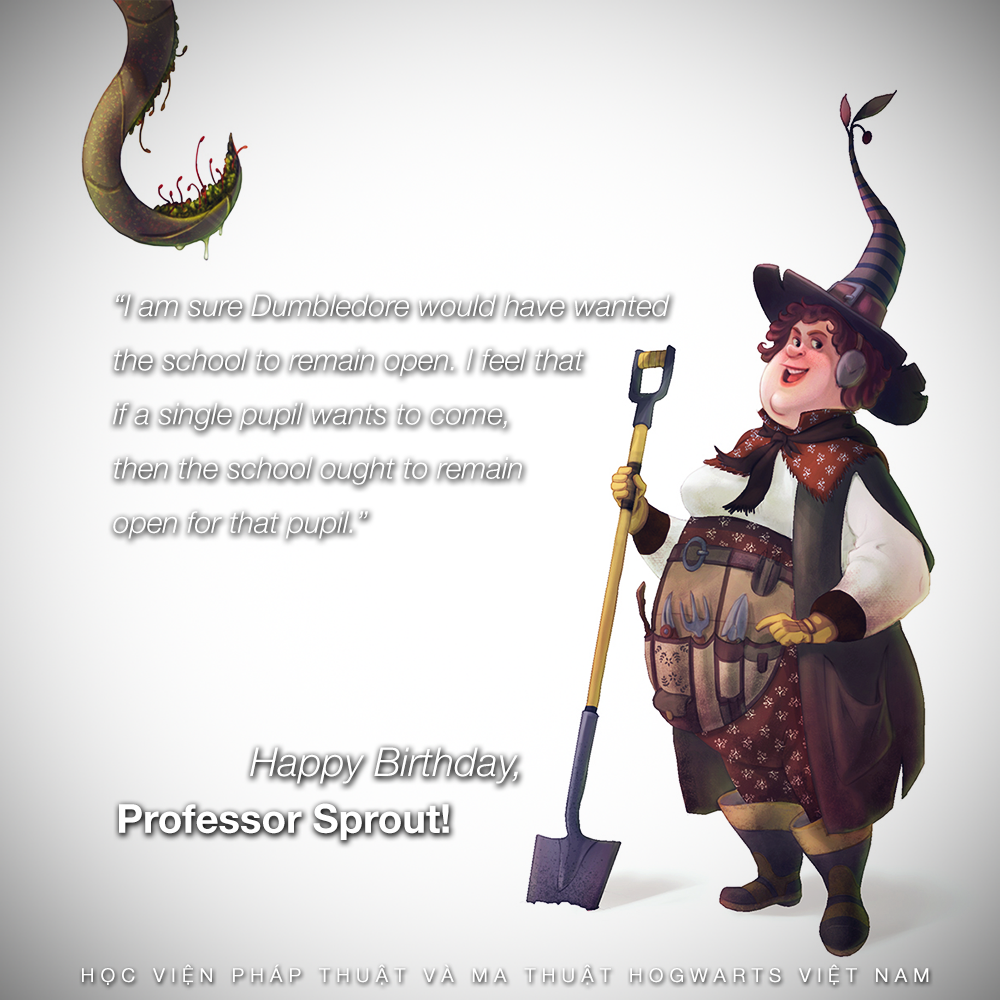 “I am sure Dumbledore would have wanted
the school to remain open. I feel that
if a single pupil wants to come,
then the school ought to remain
open for that pupil.”
Happy Birthday,
Professor Sprout!
HỌC VIỆN PHÁP THUẬT VÀ MA THUẬT HOGWARTS VIỆT NAM